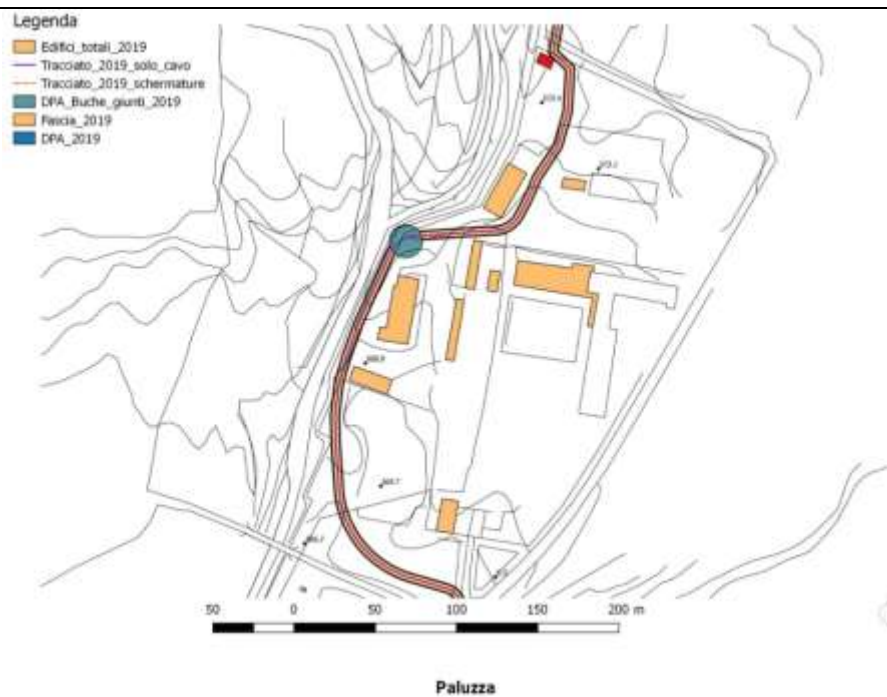 Legenda
Edifici_totali_2019
Tracciato_2019_solo_cavo
Tracciato_2019_schermature
DPA_Buche_giunti_2019
Fascia_2019
DPA_2019
50 0 50 100 150 200 m
Paluzza